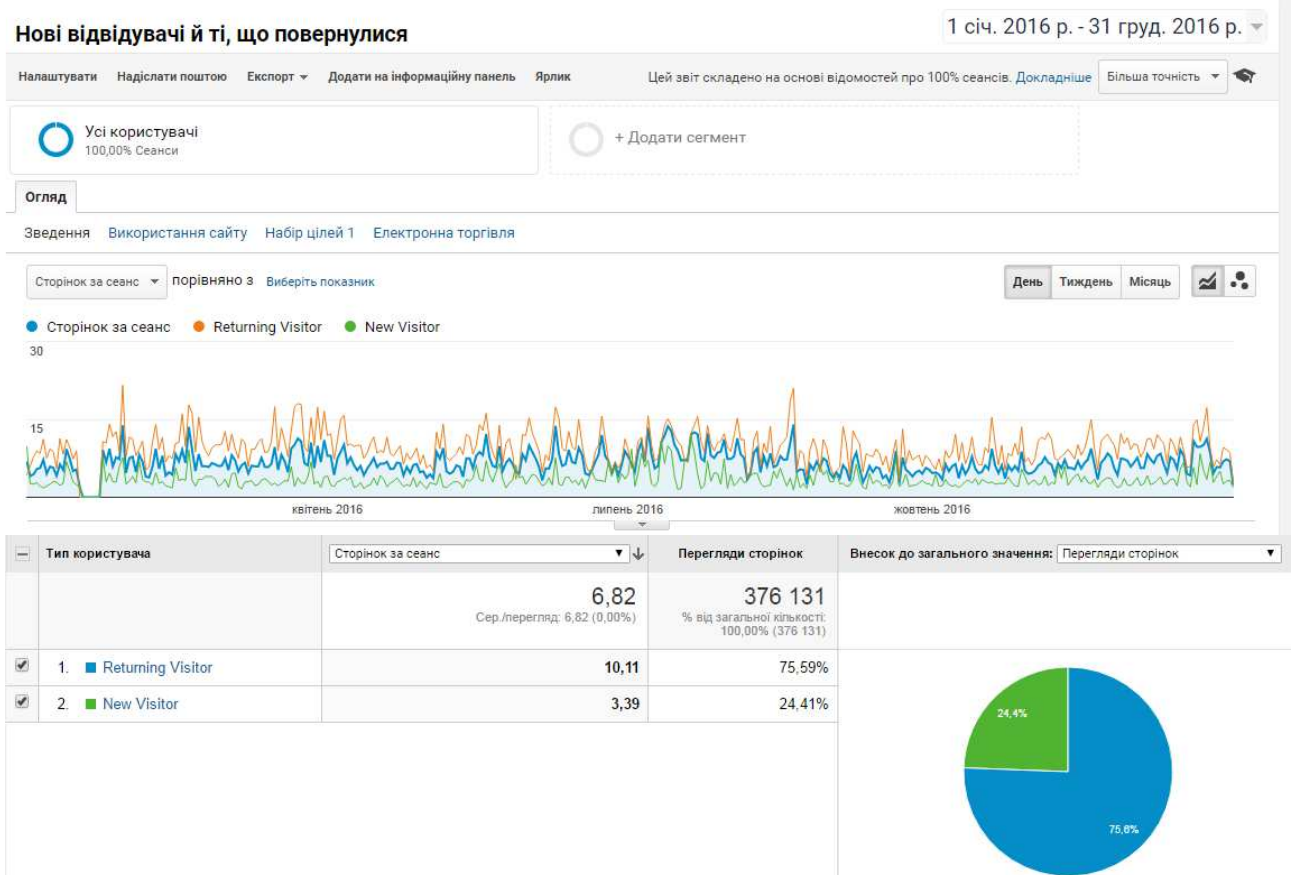 Нові відвідувачі й ті, що повернулися
1 січ. 2016 р. - 31 груд. 2016 р.
Налаштувати Надіслати поштою Експорт Додати на інформаційну панель Ярлик Цей звіт складено на основі відомостей про 100% сеансів. Докладніше Більша точність
Усі користувачі
100,00% Сеанси
+ Додати сегмент
Огляд
Зведення Використання сайту Набір цілей 1 Електронна торгівля
Сторінок за сеанс порівняно з Виберіть показник День Тиждень Місяць
Сторінок за сеанс Returning Visitor New Visitor
30
15
квітень 2016 липень 2016 жовтень 2016
Тип користувача Сторінок за сеанс Перегляди сторінок Внесок до загального значення: Перегляди сторінок
6,82 376 131
Сер./перегляд: 6,82 (0,00%) % від загальної кількості:
100,00% (376 131)
1. Returning Visitor 10,11 75,59%
2. New Visitor 3,39 24,41%
24,4%
75,6%